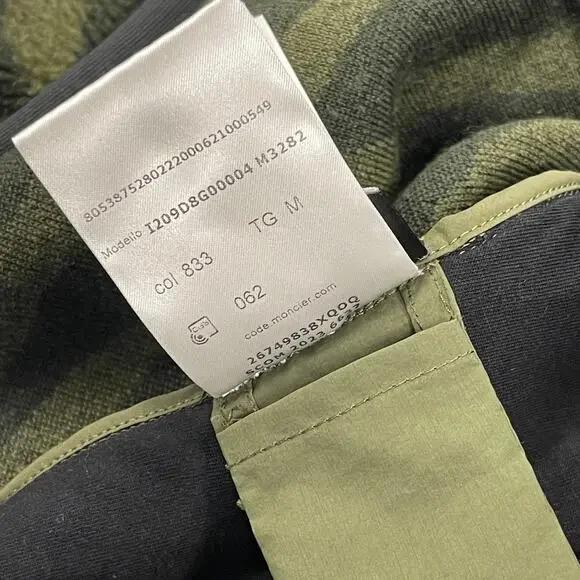 8053875280222000621000549
Modello I209D8G00004 M3282
col 833 TG M
062
code.moncler.com
26749838XQOQ